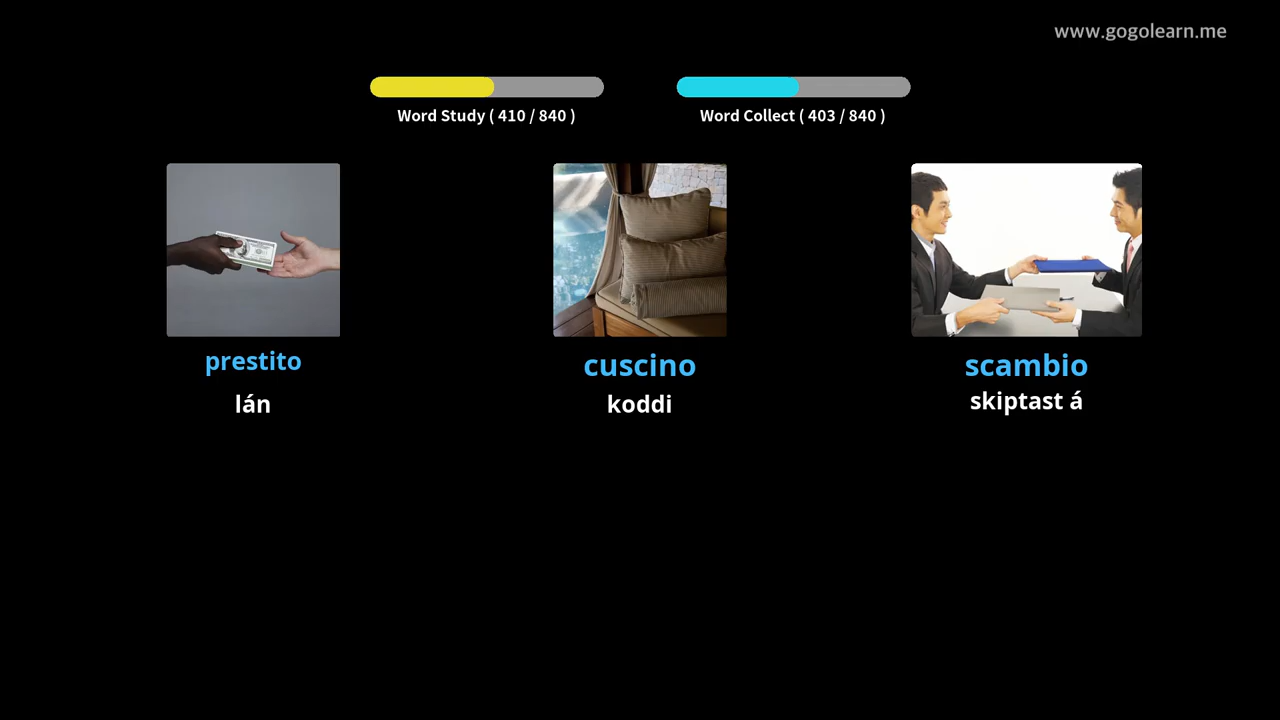 www.gogolearn.me
Word Study ( 410 / 840 )
Word Collect ( 403 / 840 )
prestito
cuscino
scambio
lán
koddi
skiptast á